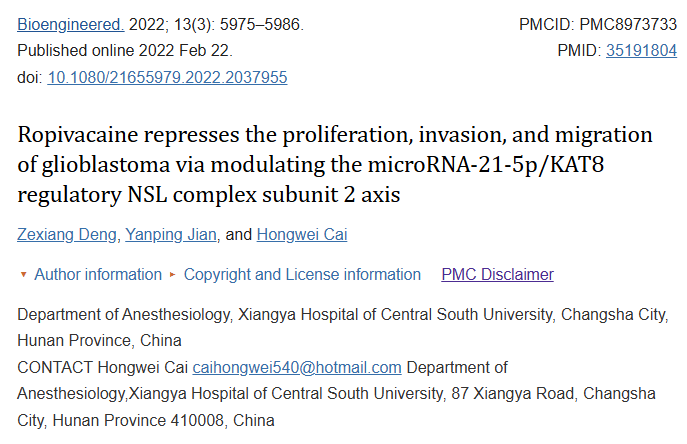 Bioengineered. 2022; 13(3): 5975–5986.
PMCID: PMC8973733
Published online 2022 Feb 22.
PMID: 35191804
doi: 10.1080/21655979.2022.2037955
Ropivacaine represses the proliferation, invasion, and migration
of glioblastoma via modulating the microRNA-21-5p/KAT8
regulatory NSL complex subunit 2 axis
Zexiang Deng, Yanping Jian, and Hongwei Cai
Author information Copyright and License information PMC Disclaimer
Department of Anesthesiology, Xiangya Hospital of Central South University, Changsha City,
Hunan Province, China
CONTACT Hongwei Cai caihongwei540@hotmail.com Department of
Anesthesiology,Xiangya Hospital of Central South University, 87 Xiangya Road, Changsha
City, Hunan Province 410008, China